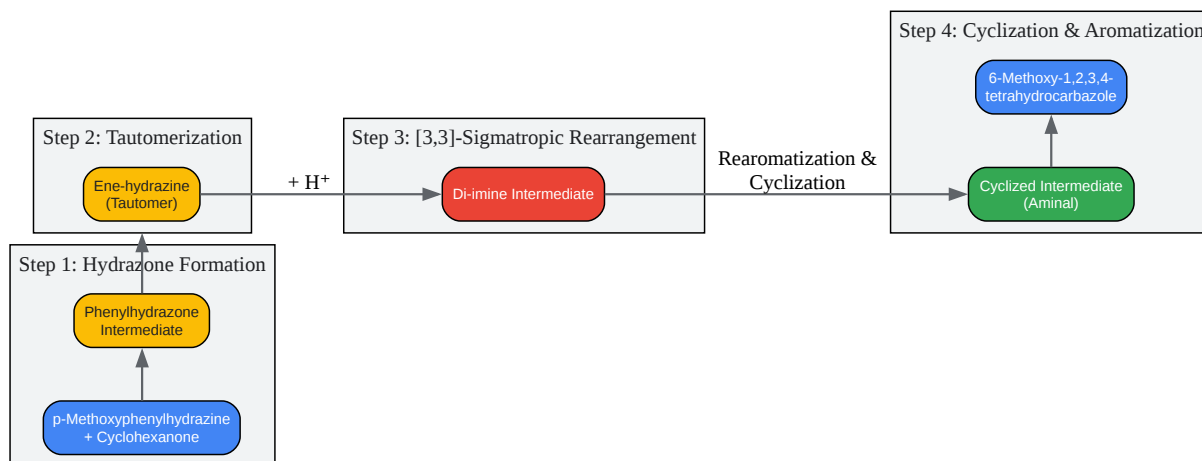 Step 4: Cyclization & Aromatization
6-Methoxy-1,2,3,4-
tetrahydrocarbazole
Step 2: Tautomerization
Step 3: [3,3]-Sigmatropic Rearrangement
Ene-hydrazine
(Tautomer)
+ H⁺
Di-imine Intermediate
Rearomatization &
Cyclization
Cyclized Intermediate
(Aminal)
Step 1: Hydrazone Formation
Phenylhydrazone
Intermediate
p-Methoxyphenylhydrazine
+ Cyclohexanone